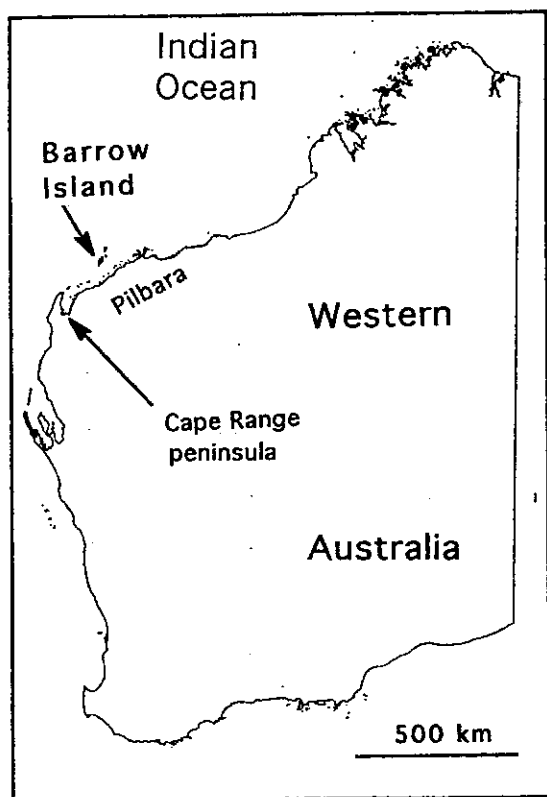 Indian
Ocean
Barrow
Island
Pilbara
Western
Cape Range
peninsula
Australia
500 km